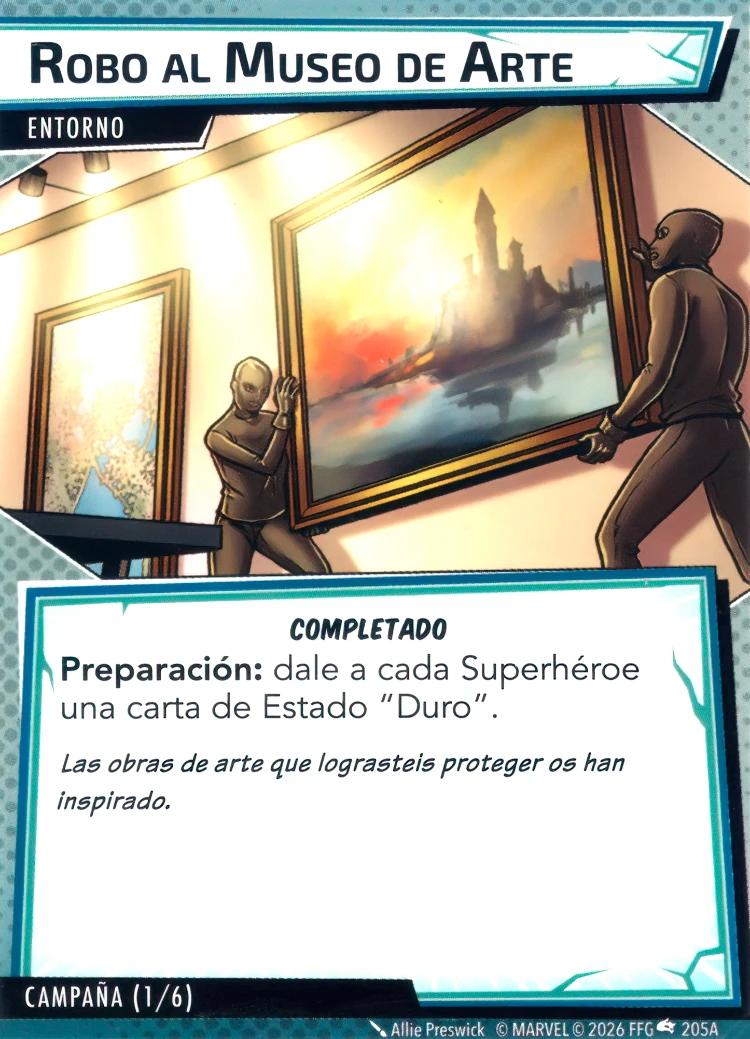 Robo al Museo de Arte
ENTORNO
COMPLETADO
Preparación: dale a cada Superhéroe
una carta de Estado “Duro”.
Las obras de arte que lograsteis proteger os han
inspirado.
CAMPAÑA (1/6)
Allie Preswick © MARVEL © 2026 FFG 205A